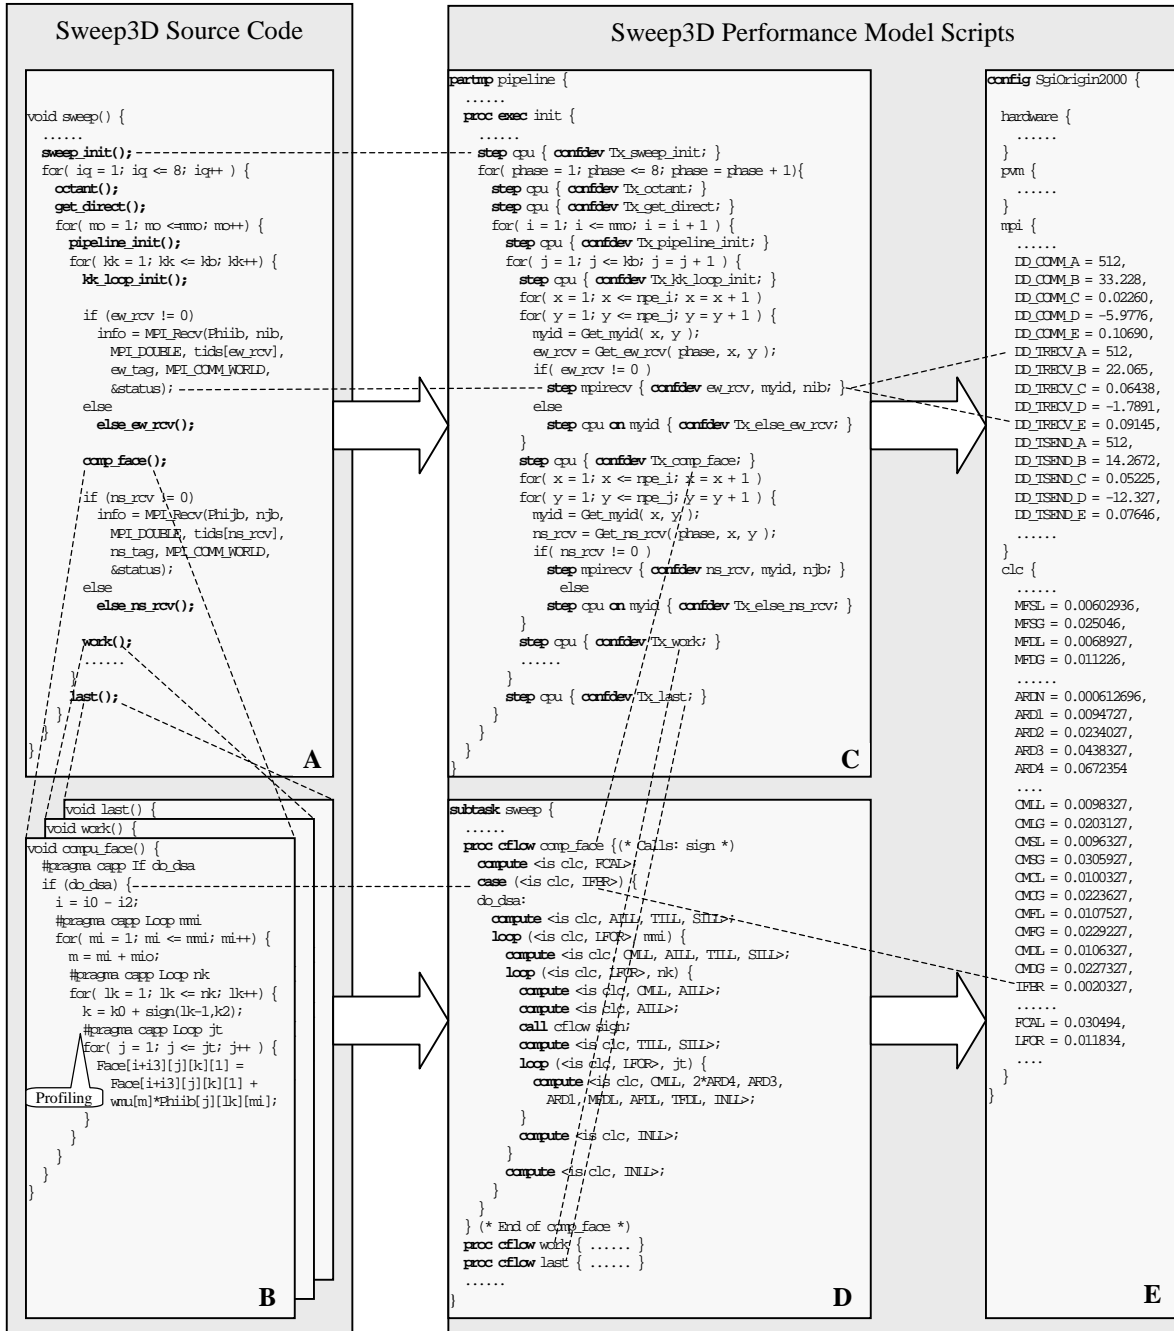 Sweep3D Source Code
void sweep() {
......
sweep_init();
for( iq = 1; iq <= 8; iq++ ) {
octant();
get_direct();
for( mo = 1; mo <=mmo; mo++) {
pipeline_init();
for( kk = 1; kk <= kb; kk++) {
kk_loop_init();
if (ew_rcv != 0)
info = MPI_Recv(Phiib, nib,
MPI_DOUBLE, tids[ew_rcv],
ew_tag, MPI_COMM_WORLD,
&status);
else
else_ew_rcv();
comp_face();
if (ns_rcv != 0)
info = MPI_Recv(Phijb, njb,
MPI_DOUBLE, tids[ns_rcv],
ns_tag, MPI_COMM_WORLD,
&status);
else
else_ns_rcv();
work();
......
}
last();
}
}
}
A
void last() {
void work() {
void compu_face() {
#pragma capp If do_dsa
if (do_dsa) {
i = i0 - i2;
#pragma capp Loop mmi
for( mi = 1; mi <= mmi; mi++) {
m = mi + mio;
#pragma capp Loop nk
for( lk = 1; lk <= nk; lk++) {
k = k0 + sign(lk-1,k2);
#pragma capp Loop jt
for( j = 1; j <= jt; j++ ) {
Face[i+i3][j][k][1] =
Face[i+i3][j][k][1] +
wmu[m]*Phiib[j][lk][mi];
Profiling
}
}
}
}
}
B
Sweep3D Performance Model Scripts
partmp pipeline {
......
proc exec init {
......
step cpu { confdev Tx_sweep_init; }
for( phase = 1; phase <= 8; phase = phase + 1){
step cpu { confdev Tx_octant; }
step cpu { confdev Tx_get_direct; }
for( i = 1; i <= mmo; i = i + 1 ) {
step cpu { confdev Tx_pipeline_init; }
for( j = 1; j <= kb; j = j + 1 ) {
step cpu { confdev Tx_kk_loop_init; }
for( x = 1; x <= npe_i; x = x + 1 )
for( y = 1; y <= npe_j; y = y + 1 ) {
myid = Get_myid( x, y );
ew_rcv = Get_ew_rcv( phase, x, y );
if( ew_rcv != 0 )
step mpirecv { confdev ew_rcv, myid, nib; }
else
step cpu on myid { confdev Tx_else_ew_rcv; }
}
step cpu { confdev Tx_comp_face; }
for( x = 1; x <= npe_i; x = x + 1 )
for( y = 1; y <= npe_j; y = y + 1 ) {
myid = Get_myid( x, y );
ns_rcv = Get_ns_rcv( phase, x, y );
if( ns_rcv != 0 )
step mpirecv { confdev ns_rcv, myid, njb; }
else
step cpu on myid { confdev Tx_else_ns_rcv; }
}
step cpu { confdev Tx_work; }
......
}
step cpu { confdev Tx_last; }
}
}
}
}
C
subtask sweep {
......
proc cflow comp_face {(* Calls: sign *)
compute <is clc, FCAL>;
case (<is clc, IFBR>) {
do_dsa:
compute <is clc, AILL, TILL, SILL>;
loop (<is clc, LFOR>, mmi) {
compute <is clc, CMLL, AILL, TILL, SILL>;
loop (<is clc, LFOR>, nk) {
compute <is clc, CMLL, AILL>;
compute <is clc, AILL>;
call cflow sign;
compute <is clc, TILL, SILL>;
loop (<is clc, LFOR>, jt) {
compute <is clc, CMLL, 2*ARD4, ARD3,
ARD1, MFDL, AFDL, TFDL, INLL>;
}
compute <is clc, INLL>;
}
compute <is clc, INLL>;
}
}
} (* End of comp_face *)
proc cflow work { ...... }
proc cflow last { ...... }
......
}
D
config SgiOrigin2000 {
hardware {
......
}
pvm {
......
}
mpi {
......
DD_COMM_A = 512,
DD_COMM_B = 33.228,
DD_COMM_C = 0.02260,
DD_COMM_D = -5.9776,
DD_COMM_E = 0.10690,
DD_TRECV_A = 512,
DD_TRECV_B = 22.065,
DD_TRECV_C = 0.06438,
DD_TRECV_D = -1.7891,
DD_TRECV_E = 0.09145,
DD_TSEND_A = 512,
DD_TSEND_B = 14.2672,
DD_TSEND_C = 0.05225,
DD_TSEND_D = -12.327,
DD_TSEND_E = 0.07646,
......
}
clc {
......
MFSL = 0.00602936,
MFSG = 0.025046,
MFDL = 0.0068927,
MFDG = 0.011226,
......
ARDN = 0.000612696,
ARD1 = 0.0094727,
ARD2 = 0.0234027,
ARD3 = 0.0438327,
ARD4 = 0.0672354
....
CMLL = 0.0098327,
CMLG = 0.0203127,
CMSL = 0.0096327,
CMSG = 0.0305927,
CMCL = 0.0100327,
CMCG = 0.0223627,
CMFL = 0.0107527,
CMFG = 0.0229227,
CMDL = 0.0106327,
CMDG = 0.0227327,
IFBR = 0.0020327,
......
FCAL = 0.030494,
LFOR = 0.011834,
....
}
}
E